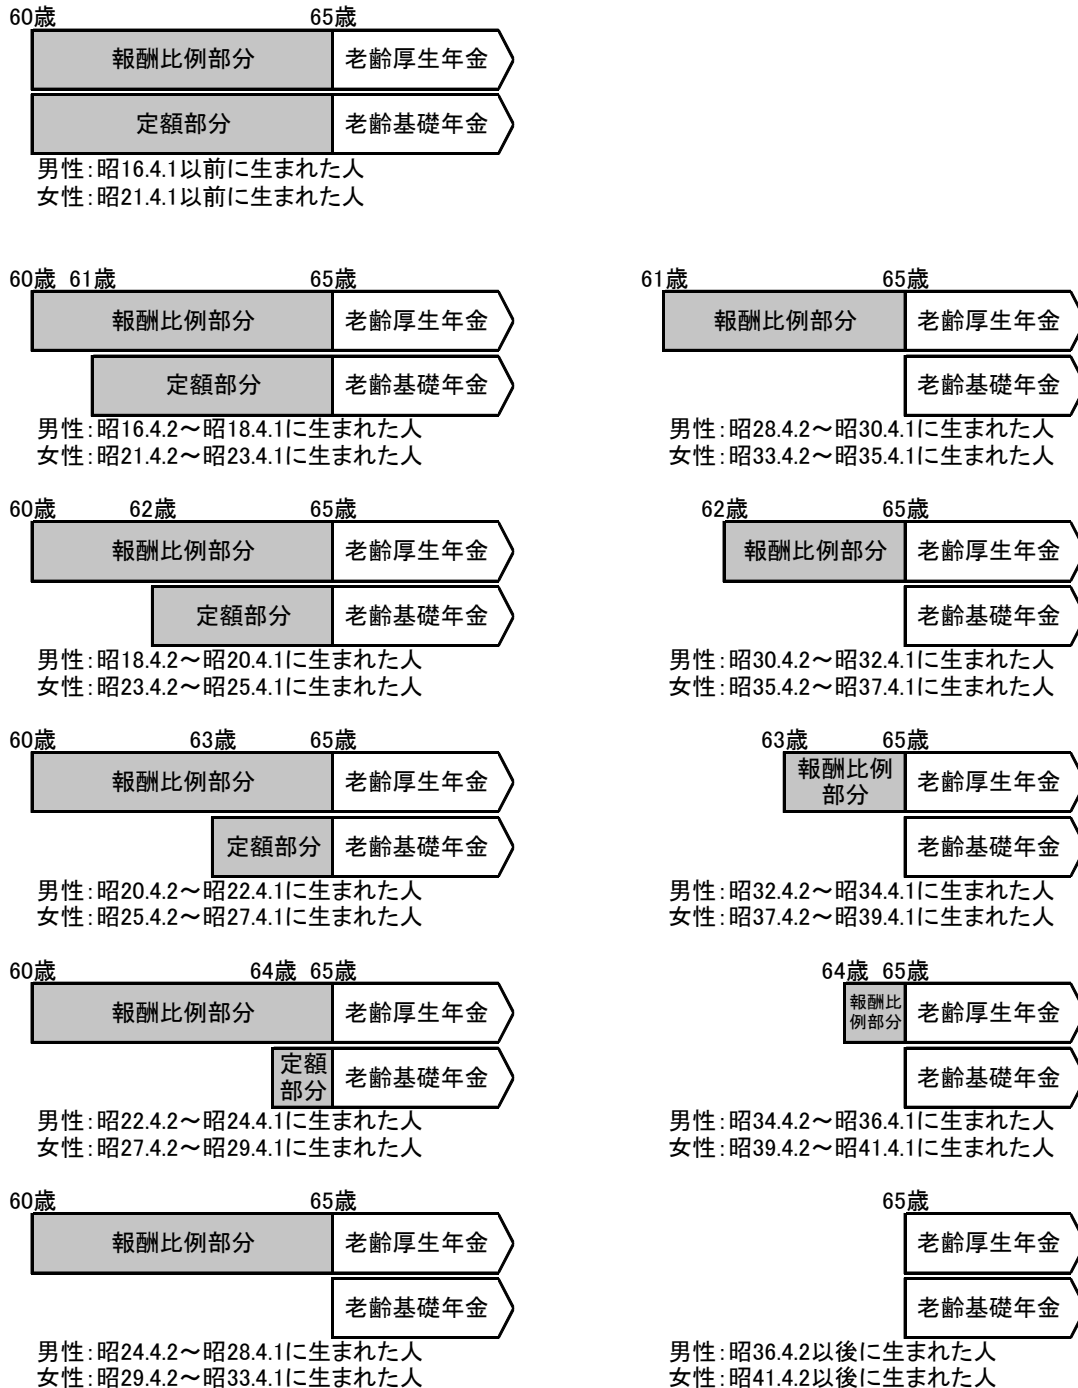 60歳 65歳
報酬比例部分 老齢厚生年金
定額部分 老齢基礎年金
男性:昭16.4.1以前に生まれた人
女性:昭21.4.1以前に生まれた人
60歳 61歳 65歳
報酬比例部分 老齢厚生年金
定額部分 老齢基礎年金
男性:昭16.4.2～昭18.4.1に生まれた人
女性:昭21.4.2～昭23.4.1に生まれた人
60歳 62歳 65歳
報酬比例部分 老齢厚生年金
定額部分 老齢基礎年金
男性:昭18.4.2～昭20.4.1に生まれた人
女性:昭23.4.2～昭25.4.1に生まれた人
60歳 63歳 65歳
報酬比例部分 老齢厚生年金
定額部分 老齢基礎年金
男性:昭20.4.2～昭22.4.1に生まれた人
女性:昭25.4.2～昭27.4.1に生まれた人
60歳 64歳 65歳
報酬比例部分 老齢厚生年金
定額
部分 老齢基礎年金
男性:昭22.4.2～昭24.4.1に生まれた人
女性:昭27.4.2～昭29.4.1に生まれた人
60歳 65歳
報酬比例部分 老齢厚生年金
老齢基礎年金
男性:昭24.4.2～昭28.4.1に生まれた人
女性:昭29.4.2～昭33.4.1に生まれた人
61歳 65歳
報酬比例部分 老齢厚生年金
老齢基礎年金
男性:昭28.4.2～昭30.4.1に生まれた人
女性:昭33.4.2～昭35.4.1に生まれた人
62歳 65歳
報酬比例部分 老齢厚生年金
老齢基礎年金
男性:昭30.4.2～昭32.4.1に生まれた人
女性:昭35.4.2～昭37.4.1に生まれた人
63歳 65歳
報酬比例
部分 老齢厚生年金
老齢基礎年金
男性:昭32.4.2～昭34.4.1に生まれた人
女性:昭37.4.2～昭39.4.1に生まれた人
64歳 65歳
報酬比
例部分 老齢厚生年金
老齢基礎年金
男性:昭34.4.2～昭36.4.1に生まれた人
女性:昭39.4.2～昭41.4.1に生まれた人
65歳
老齢厚生年金
老齢基礎年金
男性:昭36.4.2以後に生まれた人
女性:昭41.4.2以後に生まれた人